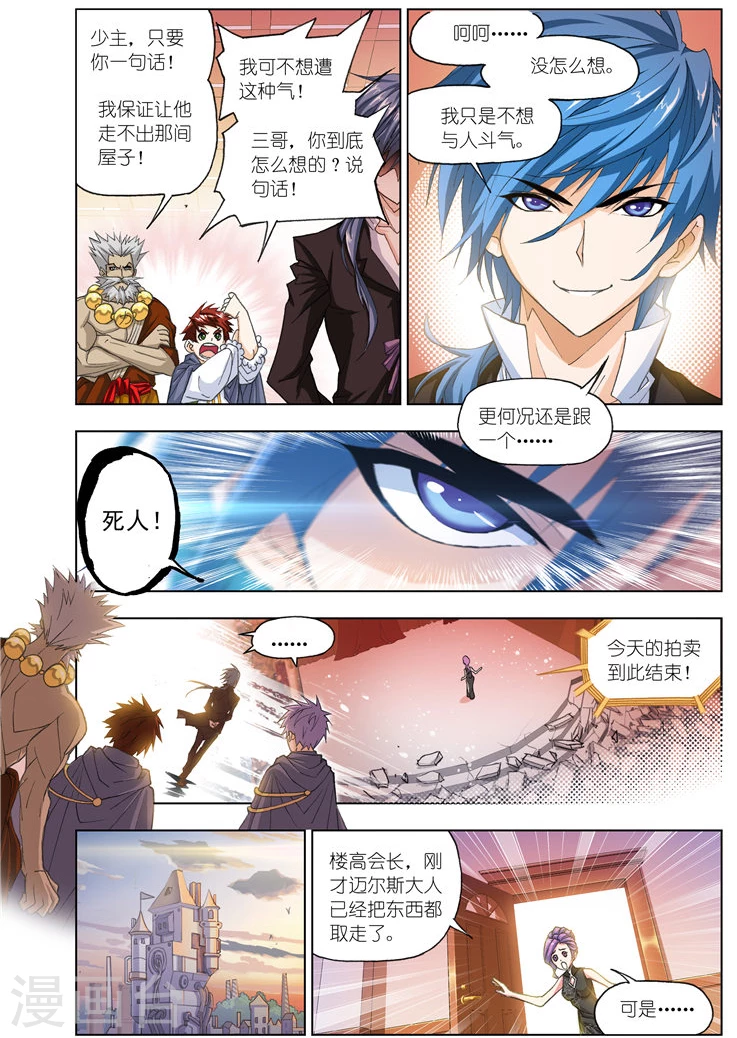 少主，只要
你一句话！
我保证让他
走不出那间
屋子！
我可不想遭
这种气！
三哥，你到底
怎么想的？说
句话！
呵呵……
没怎么想。
我只是不想
与人斗气。
更何况还是跟
一个……
死人！
……
今天的拍卖
到此结束！
楼高会长，刚
才迈尔斯大人
已经把东西都
取走了。
可是……
漫画台